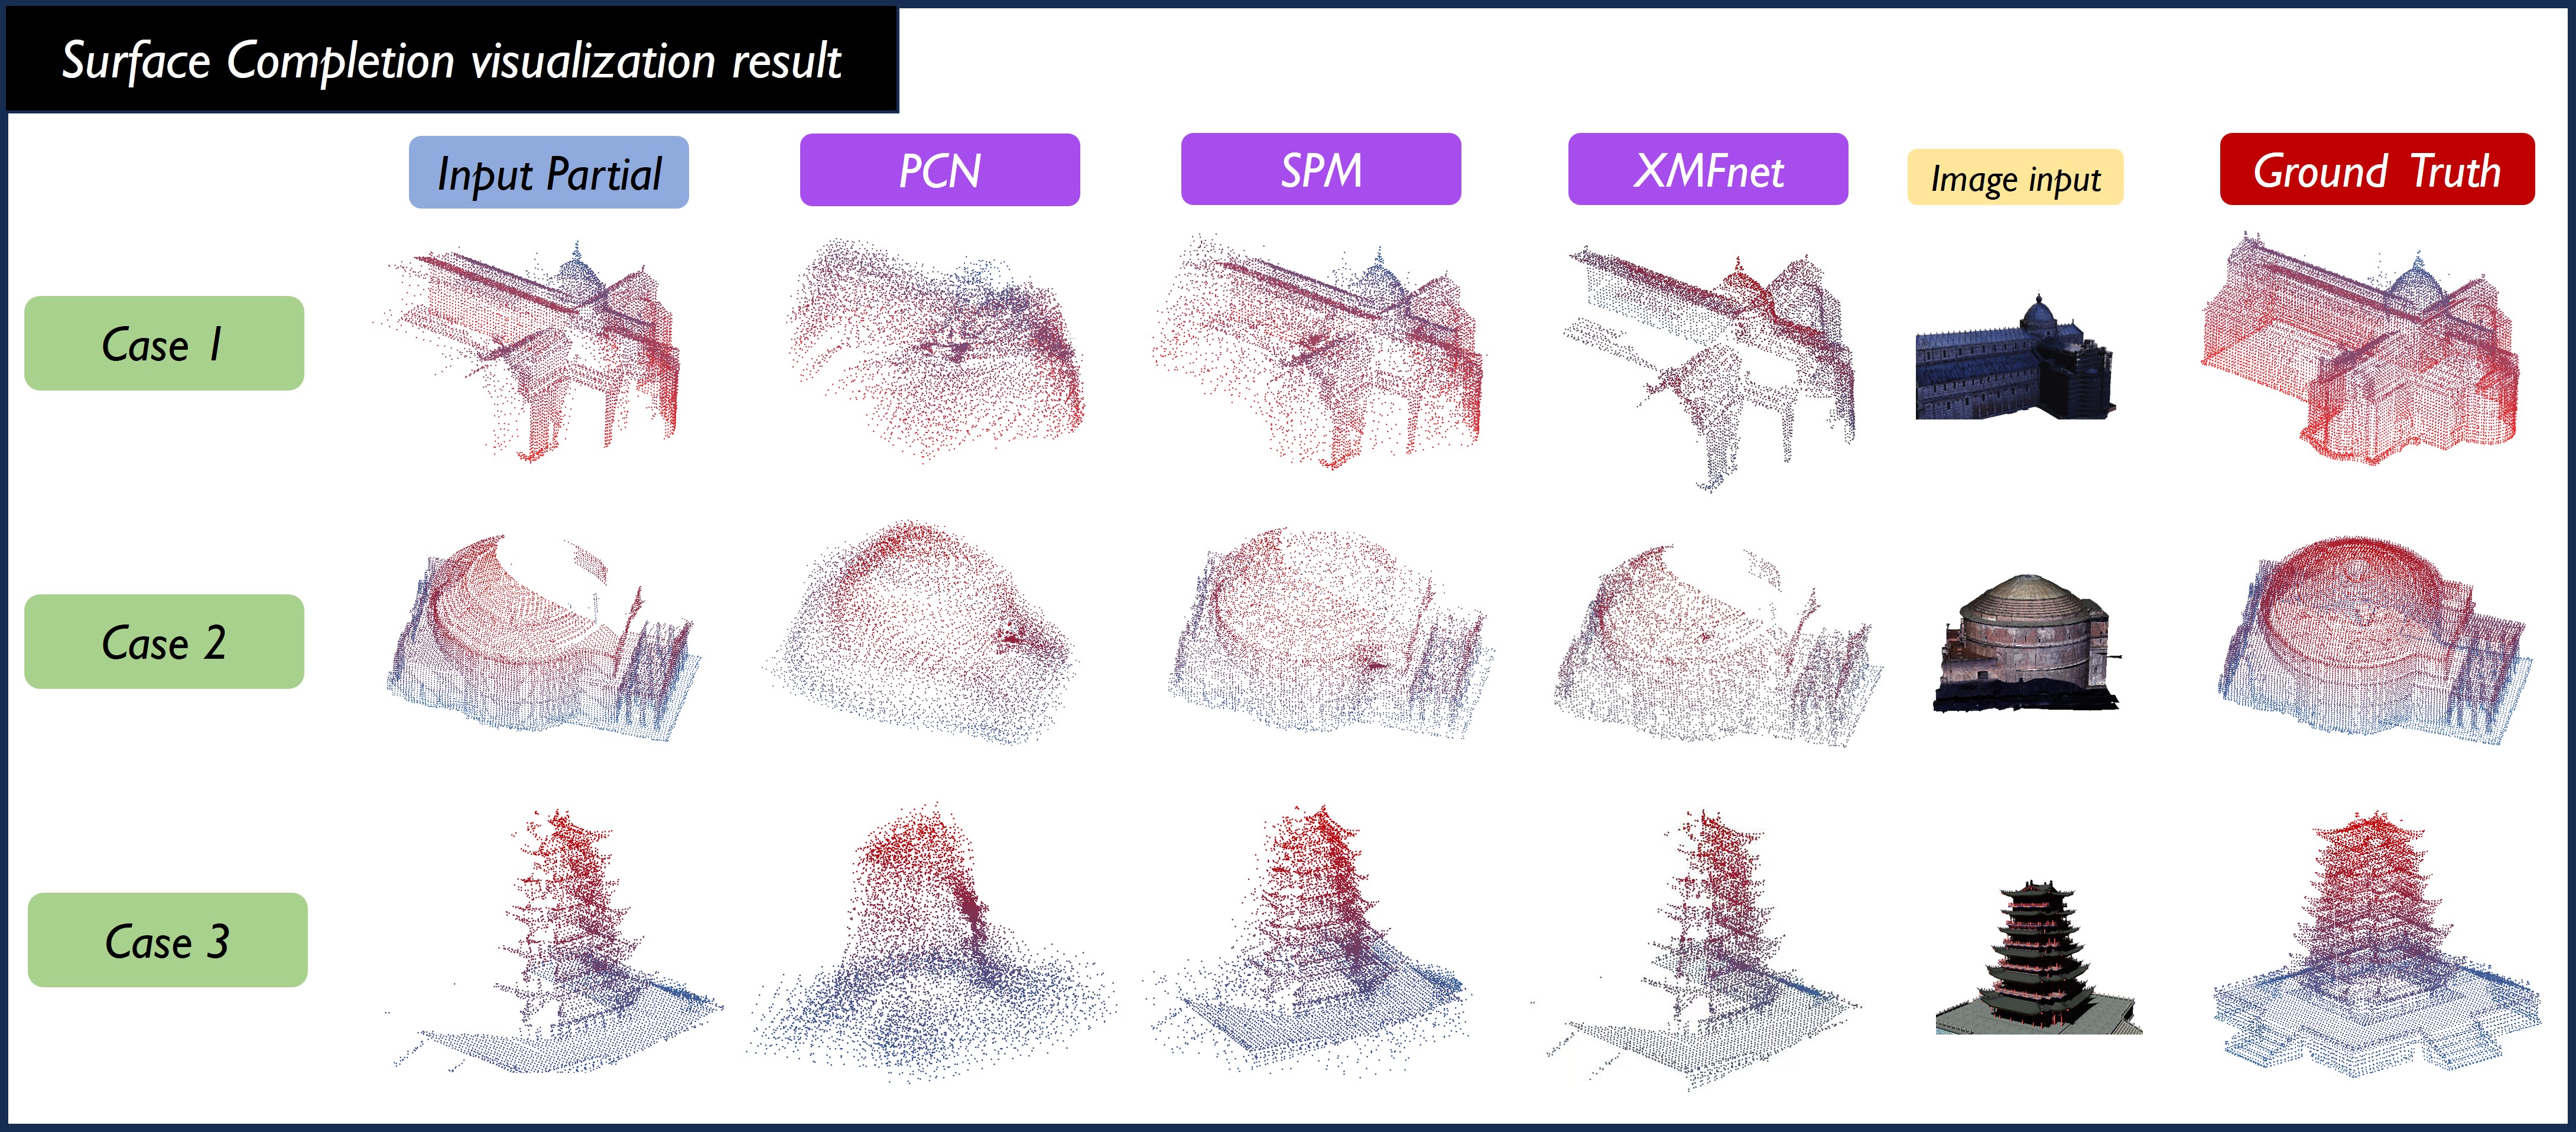 Surface Completion visualization result
Input Partial
PCN
SPM
XMFnet
Image input
Ground Truth
Case 1
Case 2
Case 3